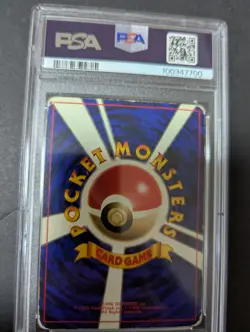 PSA
PSA
100347700
POCKET MONSTERS
CARD GAME